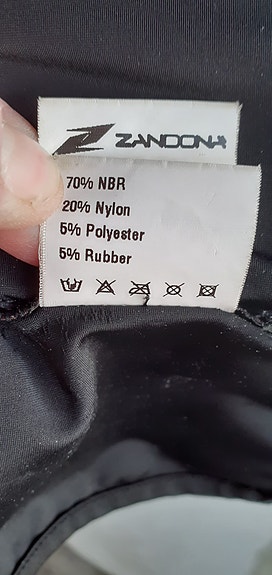 ZANDONA
70% NBR
20% Nylon
5% Polyester
5% Rubber